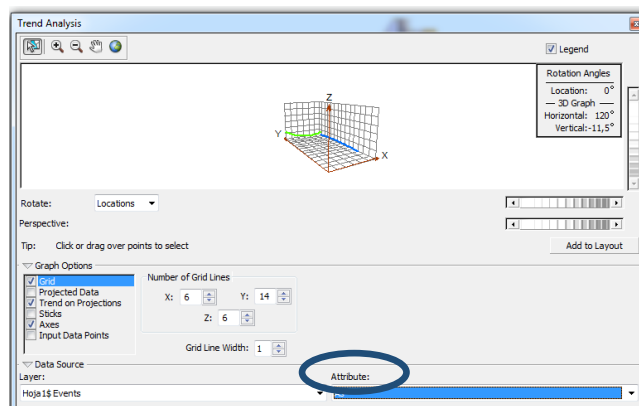 Trend Analysis
Legend
Rotation Angles
Location: 0°
3D Graph
Horizontal: 120°
Vertical:-11,5°
Z
Y
X
Rotate: Locations
Perspective:
Tip: Click or drag over points to select
Add to Layout
Graph Options
Grid
Projected Data
Trend on Projections
Sticks
Axes
Input Data Points
Number of Grid Lines
X: 6 Y: 14
Z: 6
Grid Line Width: 1
Data Source
Layer: Attribute:
Hoja1$ Events